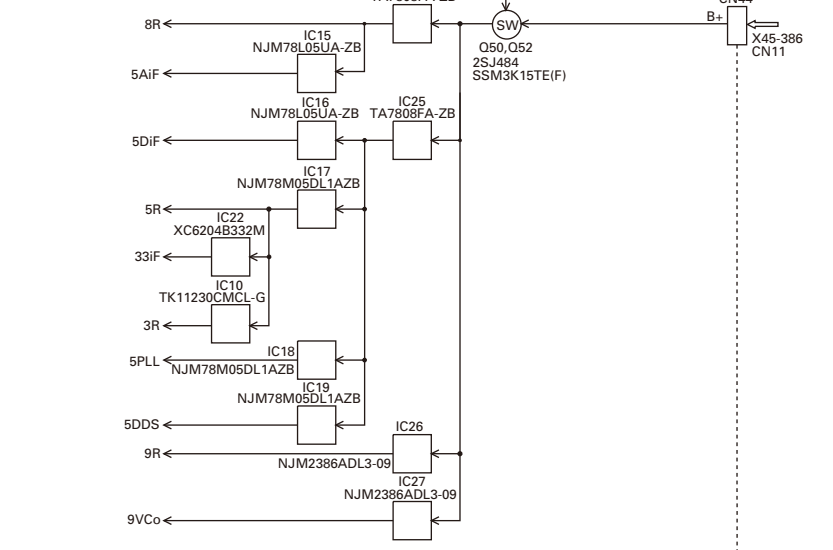 8R
SW
B+
IC15
NJM78L05UA-ZB
Q50,Q52
2SJ484
SSM3K15TE(F)
X45-386
CN11
5AiF
IC16
NJM78L05UA-ZB
IC25
TA7808FA-ZB
5DiF
IC17
NJM78M05DL1AZB
5R
IC22
XC6204B332M
33iF
IC10
TK11230CMCL-G
3R
IC18
5PLL
NJM78M05DL1AZB
IC19
NJM78M05DL1AZB
5DDS
IC26
9R
NJM2386ADL3-09
IC27
NJM2386ADL3-09
9VCo